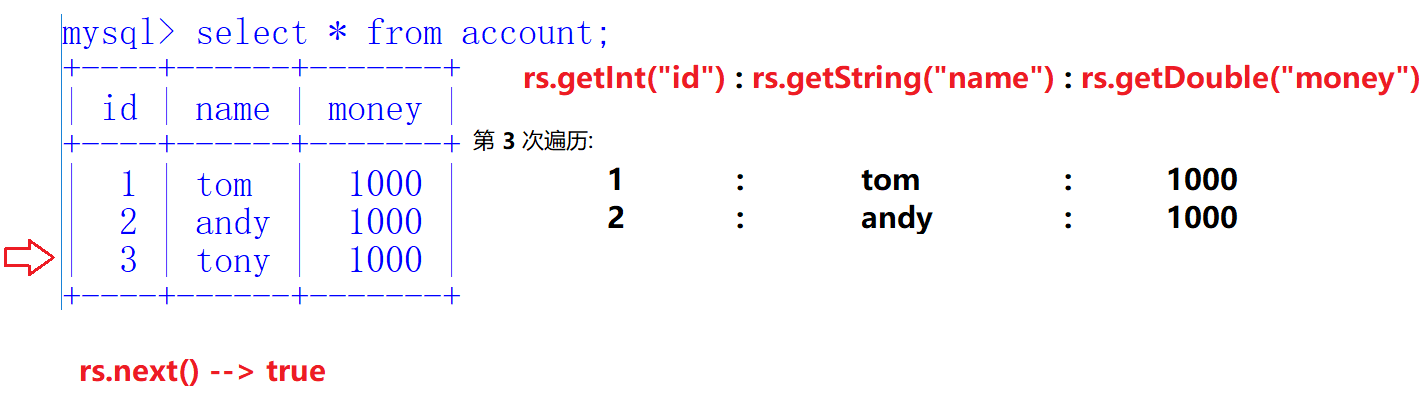 mysql> select * from account;
+----+------+-------+
| id | name | money |
+----+------+-------+
| 1 | tom | 1000 |
| 2 | andy | 1000 |
| 3 | tony | 1000 |
+----+------+-------+
rs.getInt("id") : rs.getString("name") : rs.getDouble("money")
第 3 次遍历:
1 : tom : 1000
2 : andy : 1000
rs.next() --> true